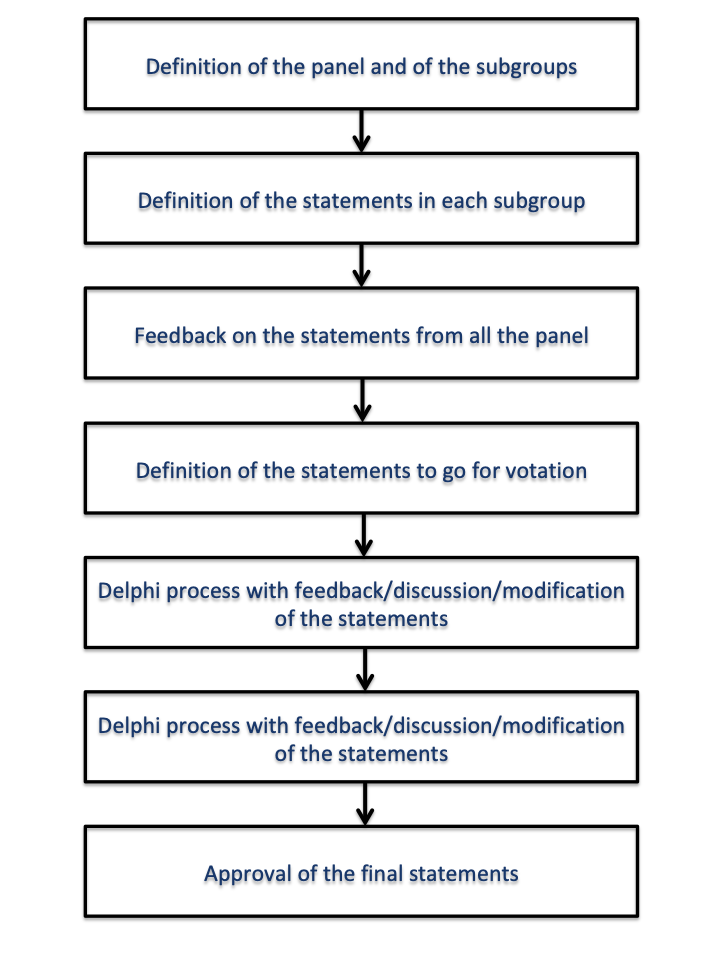 Definition of the panel and of the subgroups
Definition of the statements in each subgroup
Feedback on the statements from all the panel
Definition of the statements to go for votation
Delphi process with feedback/discussion/modification
of the statements
Delphi process with feedback/discussion/modification
of the statements
Approval of the final statements